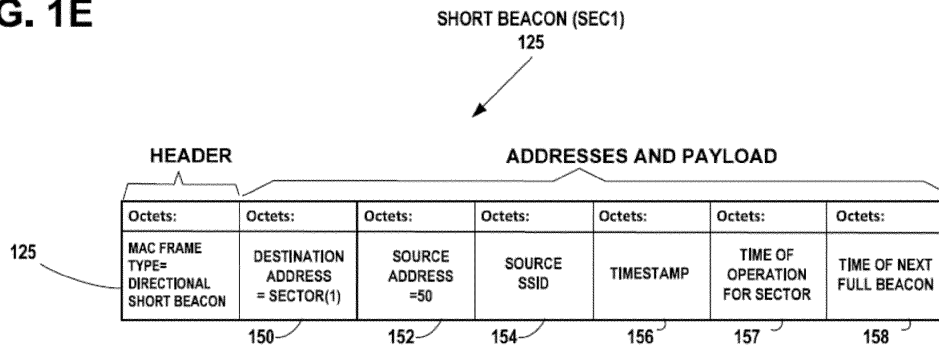 G. 1E
SHORT BEACON (SEC1)
125
HEADER
ADDRESSES AND PAYLOAD
Octets: Octets: Octets: Octets: Octets: Octets: Octets:
125
MAC FRAME
TYPE=
DIRECTIONAL
SHORT BEACON
DESTINATION
ADDRESS
= SECTOR(1)
SOURCE
ADDRESS
=50
SOURCE
SSID
TIMESTAMP
TIME OF
OPERATION
FOR SECTOR
TIME OF NEXT
FULL BEACON
150 152 154 156 157 158